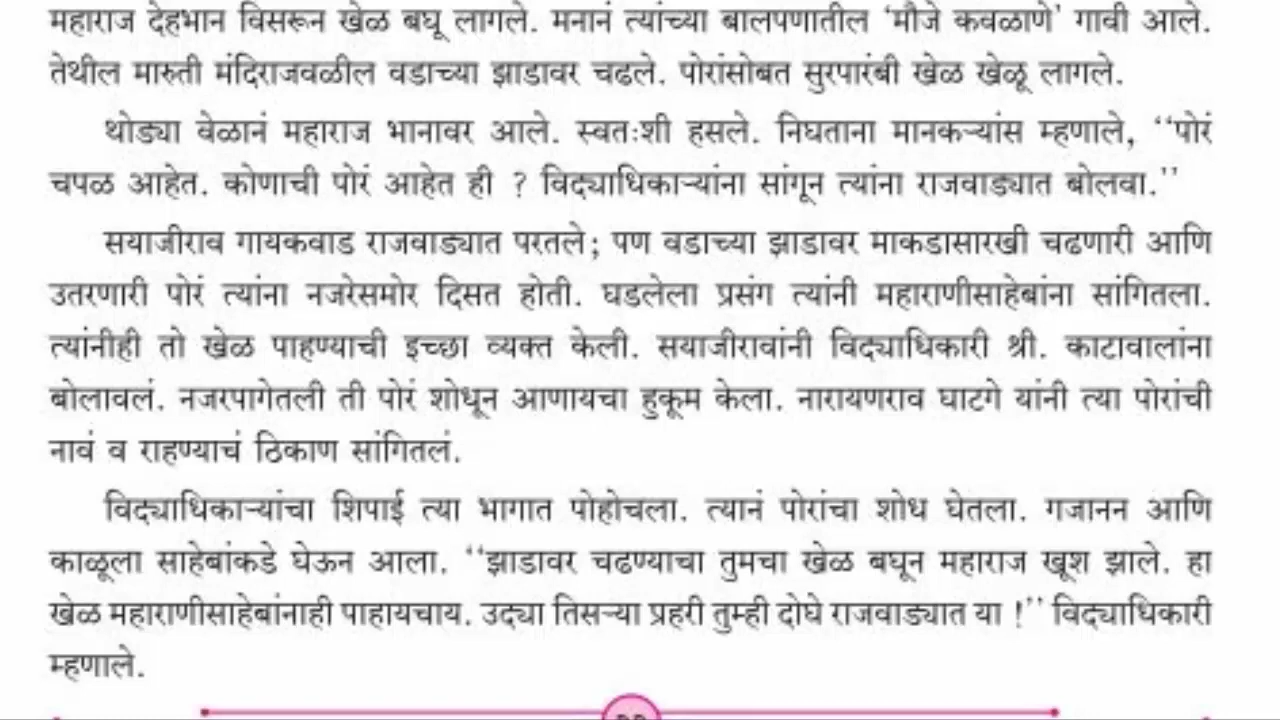 महाराज देहभान विसरून खेळ बघू लागले. मनानं त्यांच्या बालपणातील ‘मौजे कवळाणे’ गावी आले.
तेथील मारुती मंदिराजवळील वडाच्या झाडावर चढले. पोरांसोबत सुरपारंबी खेळ खेळू लागले.
थोड्या वेळानं महाराज भानावर आले. स्वतःशी हसले. निघताना मानकऱ्यांस म्हणाले, ‘‘पोरं
चपळ आहेत. कोणाची पोरं आहेत ही ? विद्याधिकाऱ्यांना सांगून त्यांना राजवाड्यात बोलवा.’’
सयाजीराव गायकवाड राजवाड्यात परतले; पण वडाच्या झाडावर माकडासारखी चढणारी आणि
उतरणारी पोरं त्यांना नजरेसमोर दिसत होती. घडलेला प्रसंग त्यांनी महाराणीसाहेबांना सांगितला.
त्यांनीही तो खेळ पाहण्याची इच्छा व्यक्त केली. सयाजीरावांनी विद्याधिकारी श्री. काटावालांना
बोलावलं. नजरपागेतली ती पोरं शोधून आणायचा हुकूम केला. नारायणराव घाटगे यांनी त्या पोरांची
नावं व राहण्याचं ठिकाण सांगितलं.
विद्याधिकाऱ्यांचा शिपाई त्या भागात पोहोचला. त्यानं पोरांचा शोध घेतला. गजानन आणि
काळूला साहेबांकडे घेऊन आला. ‘‘झाडावर चढण्याचा तुमचा खेळ बघून महाराज खूश झाले. हा
खेळ महाराणीसाहेबांनाही पाहायचाय. उद्या तिसऱ्या प्रहरी तुम्ही दोघे राजवाड्यात या !’’ विद्याधिकारी
म्हणाले.